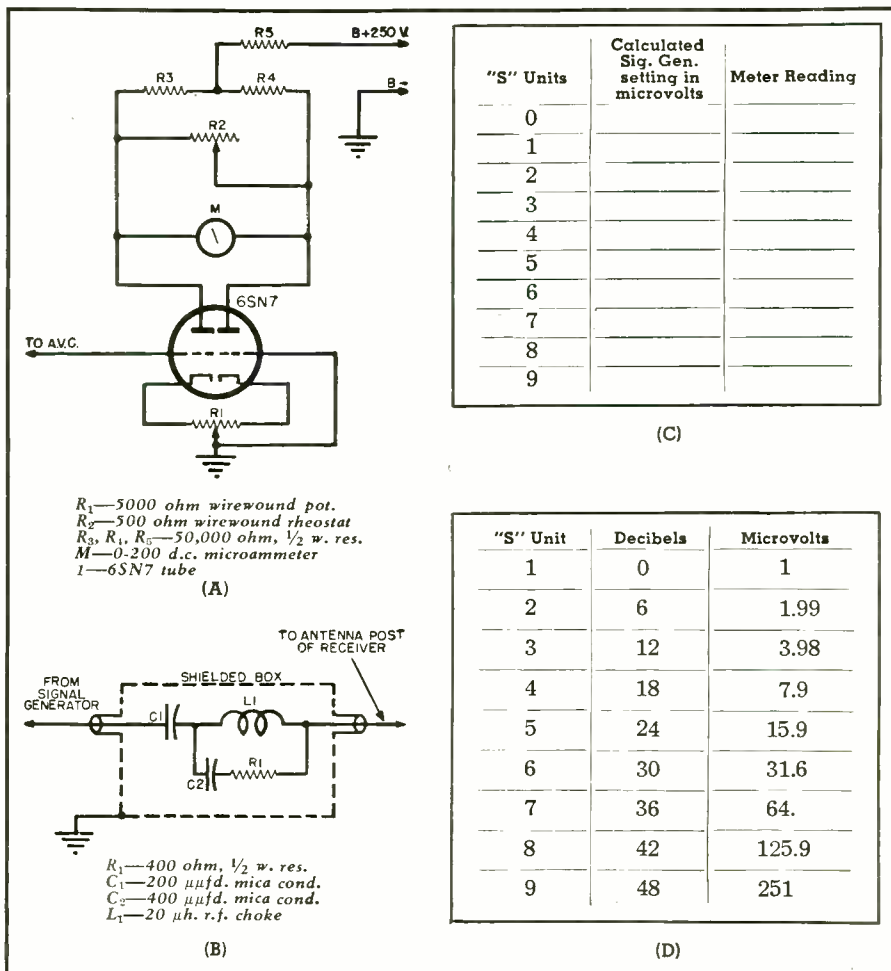 R5
B+250 V.
R3
R4
B-
R2
M
6SN7
TO A.V.C.
R1
R₁—5000 ohm wirewound pot.
R₂—500 ohm wirewound rheostat
R₃, R₄, R₅—50,000 ohm, ½ w. res.
M—0-200 d.c. microammeter
1—6SN7 tube
(A)
TO ANTENNA POST
OF RECEIVER
FROM
SIGNAL
GENERATOR
SHIELDED BOX
C1
L1
C2
R1
R₁—400 ohm, ½ w. res.
C₁—200 μμfd. mica cond.
C₂—400 μμfd. mica cond.
L₁—20 μh. r.f. choke
(B)
"S" Units Calculated Sig. Gen. setting in microvolts Meter Reading
0
1
2
3
4
5
6
7
8
9
(C)
"S" Unit Decibels Microvolts
1 0 1
2 6 1.99
3 12 3.98
4 18 7.9
5 24 15.9
6 30 31.6
7 36 64.
8 42 125.9
9 48 251
(D)